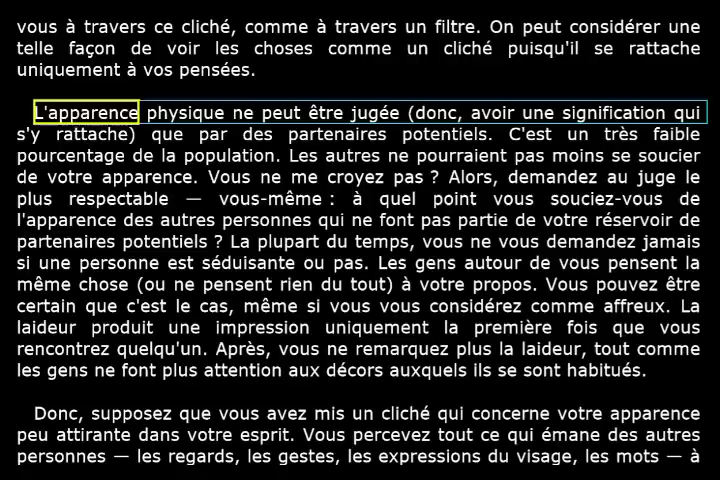 vous à travers ce cliché, comme à travers un filtre. On peut considérer une
telle façon de voir les choses comme un cliché puisqu'il se rattache
uniquement à vos pensées.
L'apparence physique ne peut être jugée (donc, avoir une signification qui
s'y rattache) que par des partenaires potentiels. C'est un très faible
pourcentage de la population. Les autres ne pourraient pas moins se soucier
de votre apparence. Vous ne me croyez pas ? Alors, demandez au juge le
plus respectable — vous-même : à quel point vous souciez-vous de
l'apparence des autres personnes qui ne font pas partie de votre réservoir de
partenaires potentiels ? La plupart du temps, vous ne vous demandez jamais
si une personne est séduisante ou pas. Les gens autour de vous pensent la
même chose (ou ne pensent rien du tout) à votre propos. Vous pouvez être
certain que c'est le cas, même si vous vous considérez comme affreux. La
laideur produit une impression uniquement la première fois que vous
rencontrez quelqu'un. Après, vous ne remarquez plus la laideur, tout comme
les gens ne font plus attention aux décors auxquels ils se sont habitués.
Donc, supposez que vous avez mis un cliché qui concerne votre apparence
peu attirante dans votre esprit. Vous percevez tout ce qui émane des autres
personnes — les regards, les gestes, les expressions du visage, les mots — à